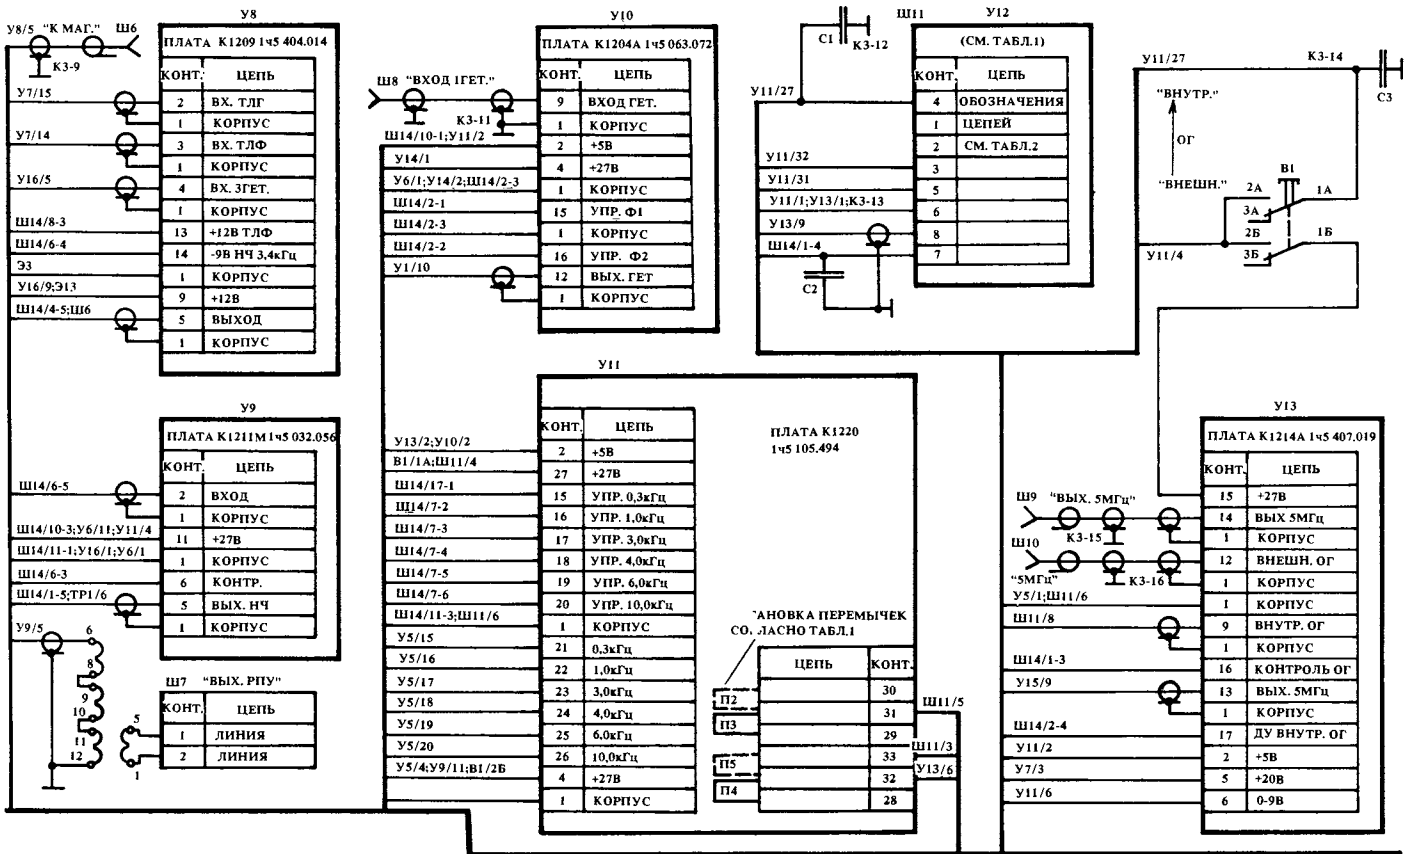 У8
У8/5 "К МАГ." Ш6
КЗ-9
ПЛАТА К1209 1ч5 404.014
КОНТ. ЦЕПЬ
У7/15
2 ВХ. ТЛГ
1 КОРПУС
У7/14
3 ВХ. ТЛФ
1 КОРПУС
У16/5
4 ВХ. 3ГЕТ.
1 КОРПУС
Ш14/8-3
13 +12В ТЛФ
Ш14/6-4
14 -9В НЧ 3,4кГц
ЭЗ
1 КОРПУС
У16/9;Э13
9 +12В
Ш14/4-5;Ш6
5 ВЫХОД
1 КОРПУС
У9
ПЛАТА К1211М 1ч5 032.056
КОНТ. ЦЕПЬ
Ш14/6-5
2 ВХОД
1 КОРПУС
Ш14/10-3;У6/11;У11/4
11 +27В
Ш14/11-1;У16/1;У6/1
1 КОРПУС
Ш14/6-3
6 КОНТР.
Ш14/1-5;ТР1/6
5 ВЫХ. НЧ
1 КОРПУС
У9/5
6
8
9
10
11
12
5
1
Ш7 "ВЫХ. РПУ"
КОНТ. ЦЕПЬ
1 ЛИНИЯ
2 ЛИНИЯ
У10
ПЛАТА К1204А 1ч5 063.072
КОНТ. ЦЕПЬ
Ш8 "ВХОД 1ГЕТ."
КЗ-11
9 ВХОД ГЕТ.
1 КОРПУС
Ш14/10-1;У11/2
2 +5В
У14/1
4 +27В
У6/1;У14/2;Ш14/2-3
1 КОРПУС
Ш14/2-1
15 УПР. Ф1
Ш14/2-3
1 КОРПУС
Ш14/2-2
16 УПР. Ф2
У1/10
12 ВЫХ. ГЕТ
1 КОРПУС
У11
ПЛАТА К1220
1ч5 105.494
КОНТ. ЦЕПЬ
У13/2;У10/2
2 +5В
В1/1А;Ш11/4
27 +27В
Ш14/17-1
15 УПР. 0,3кГц
Ш14/7-2
16 УПР. 1,0кГц
Ш14/7-3
17 УПР. 3,0кГц
Ш14/7-4
18 УПР. 4,0кГц
Ш14/7-5
19 УПР. 6,0кГц
Ш14/7-6
20 УПР. 10,0кГц
Ш14/11-3;Ш11/6
1 КОРПУС
У5/15
21 0,3кГц
У5/16
22 1,0кГц
У5/17
23 3,0кГц
У5/18
24 4,0кГц
У5/19
25 6,0кГц
У5/20
26 10,0кГц
У5/4;У9/11;В1/2Б
4 +27В
1 КОРПУС
АНОВКА ПЕРЕМЫЧЕК
ТАБЛ.1
ЦЕПЬ КОНТ.
П2
30
П3
31
29
П5
33
32
П4
28
Ш11/5
Ш11/3
У13/6
Ш11 У12
(СМ. ТАБЛ.1)
КОНТ. ЦЕПЬ
С1
КЗ-12
У11/27
4 ОБОЗНАЧЕНИЯ
1 ЦЕПЕЙ
2 СМ. ТАБЛ.2
У11/32
3
У11/31
5
У11/1;У13/1;КЗ-13
6
У13/9
8
Ш14/1-4
7
С2
У11/27
КЗ-14
С3
"ВНУТР."
ОГ
"ВНЕШН."
В1
2А
1А
3А
2Б
1Б
3Б
У11/4
У13
ПЛАТА К1214А 1ч5 407.019
КОНТ. ЦЕПЬ
15 +27В
Ш9 "ВЫХ. 5МГц"
14 ВЫХ 5МГц
КЗ-15
1 КОРПУС
Ш10
12 ВНЕШН. ОГ
"5МГц"
КЗ-16
1 КОРПУС
У5/1;Ш11/6
1 КОРПУС
Ш11/8
9 ВНУТР. ОГ
1 КОРПУС
Ш14/1-3
16 КОНТРОЛЬ ОГ
У15/9
13 ВЫХ. 5МГц
1 КОРПУС
Ш14/2-4
17 ДУ ВНУТР. ОГ
У11/2
2 +5В
У7/3
5 +20В
У11/6
6 0-9В